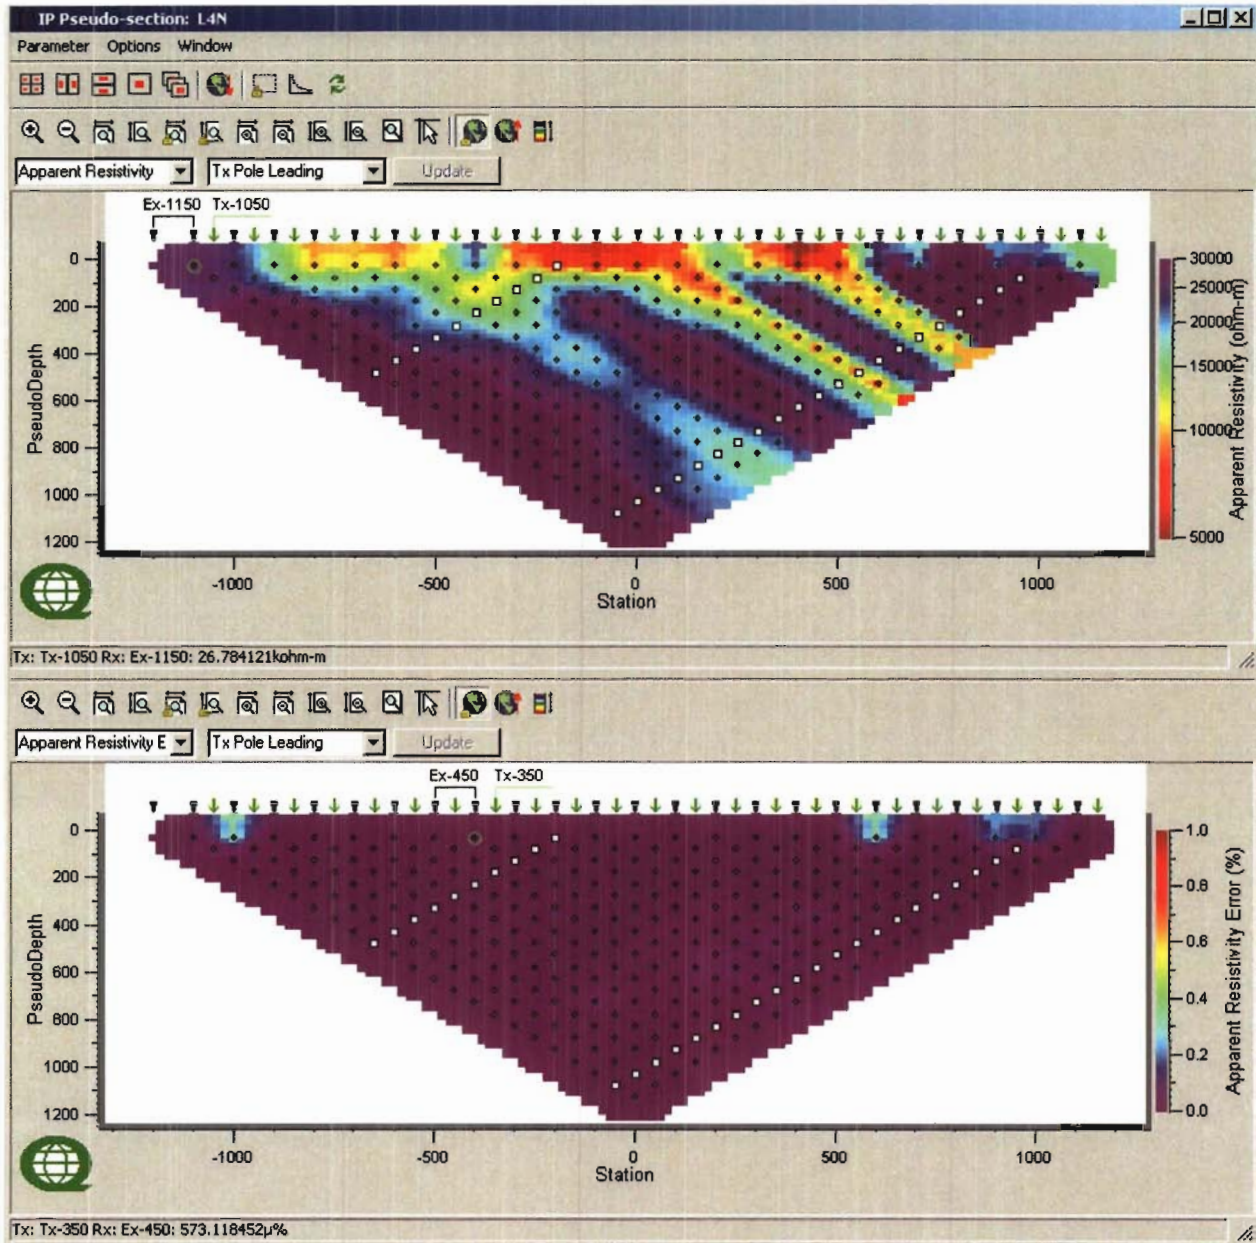 IP Pseudo-section: L4N
Parameter Options Window
Apparent Resistivity Tx Pole Leading Update
Ex-1150 Tx-1050
0
200
400
600
800
1000
1200
PseudoDepth
-1000 -500 0 500 1000
Station
30000
25000
20000
15000
10000
5000
Apparent Resistivity (ohm-m)
Tx: Tx-1050 Rx: Ex-1150: 26.784121kohm-m
Apparent Resistivity E Tx Pole Leading Update
Ex-450 Tx-350
0
200
400
600
800
1000
1200
PseudoDepth
-1000 -500 0 500 1000
Station
1.0
0.8
0.6
0.4
0.2
0.0
Apparent Resistivity Error (%)
Tx: Tx-350 Rx: Ex-450: 573.118452µ%